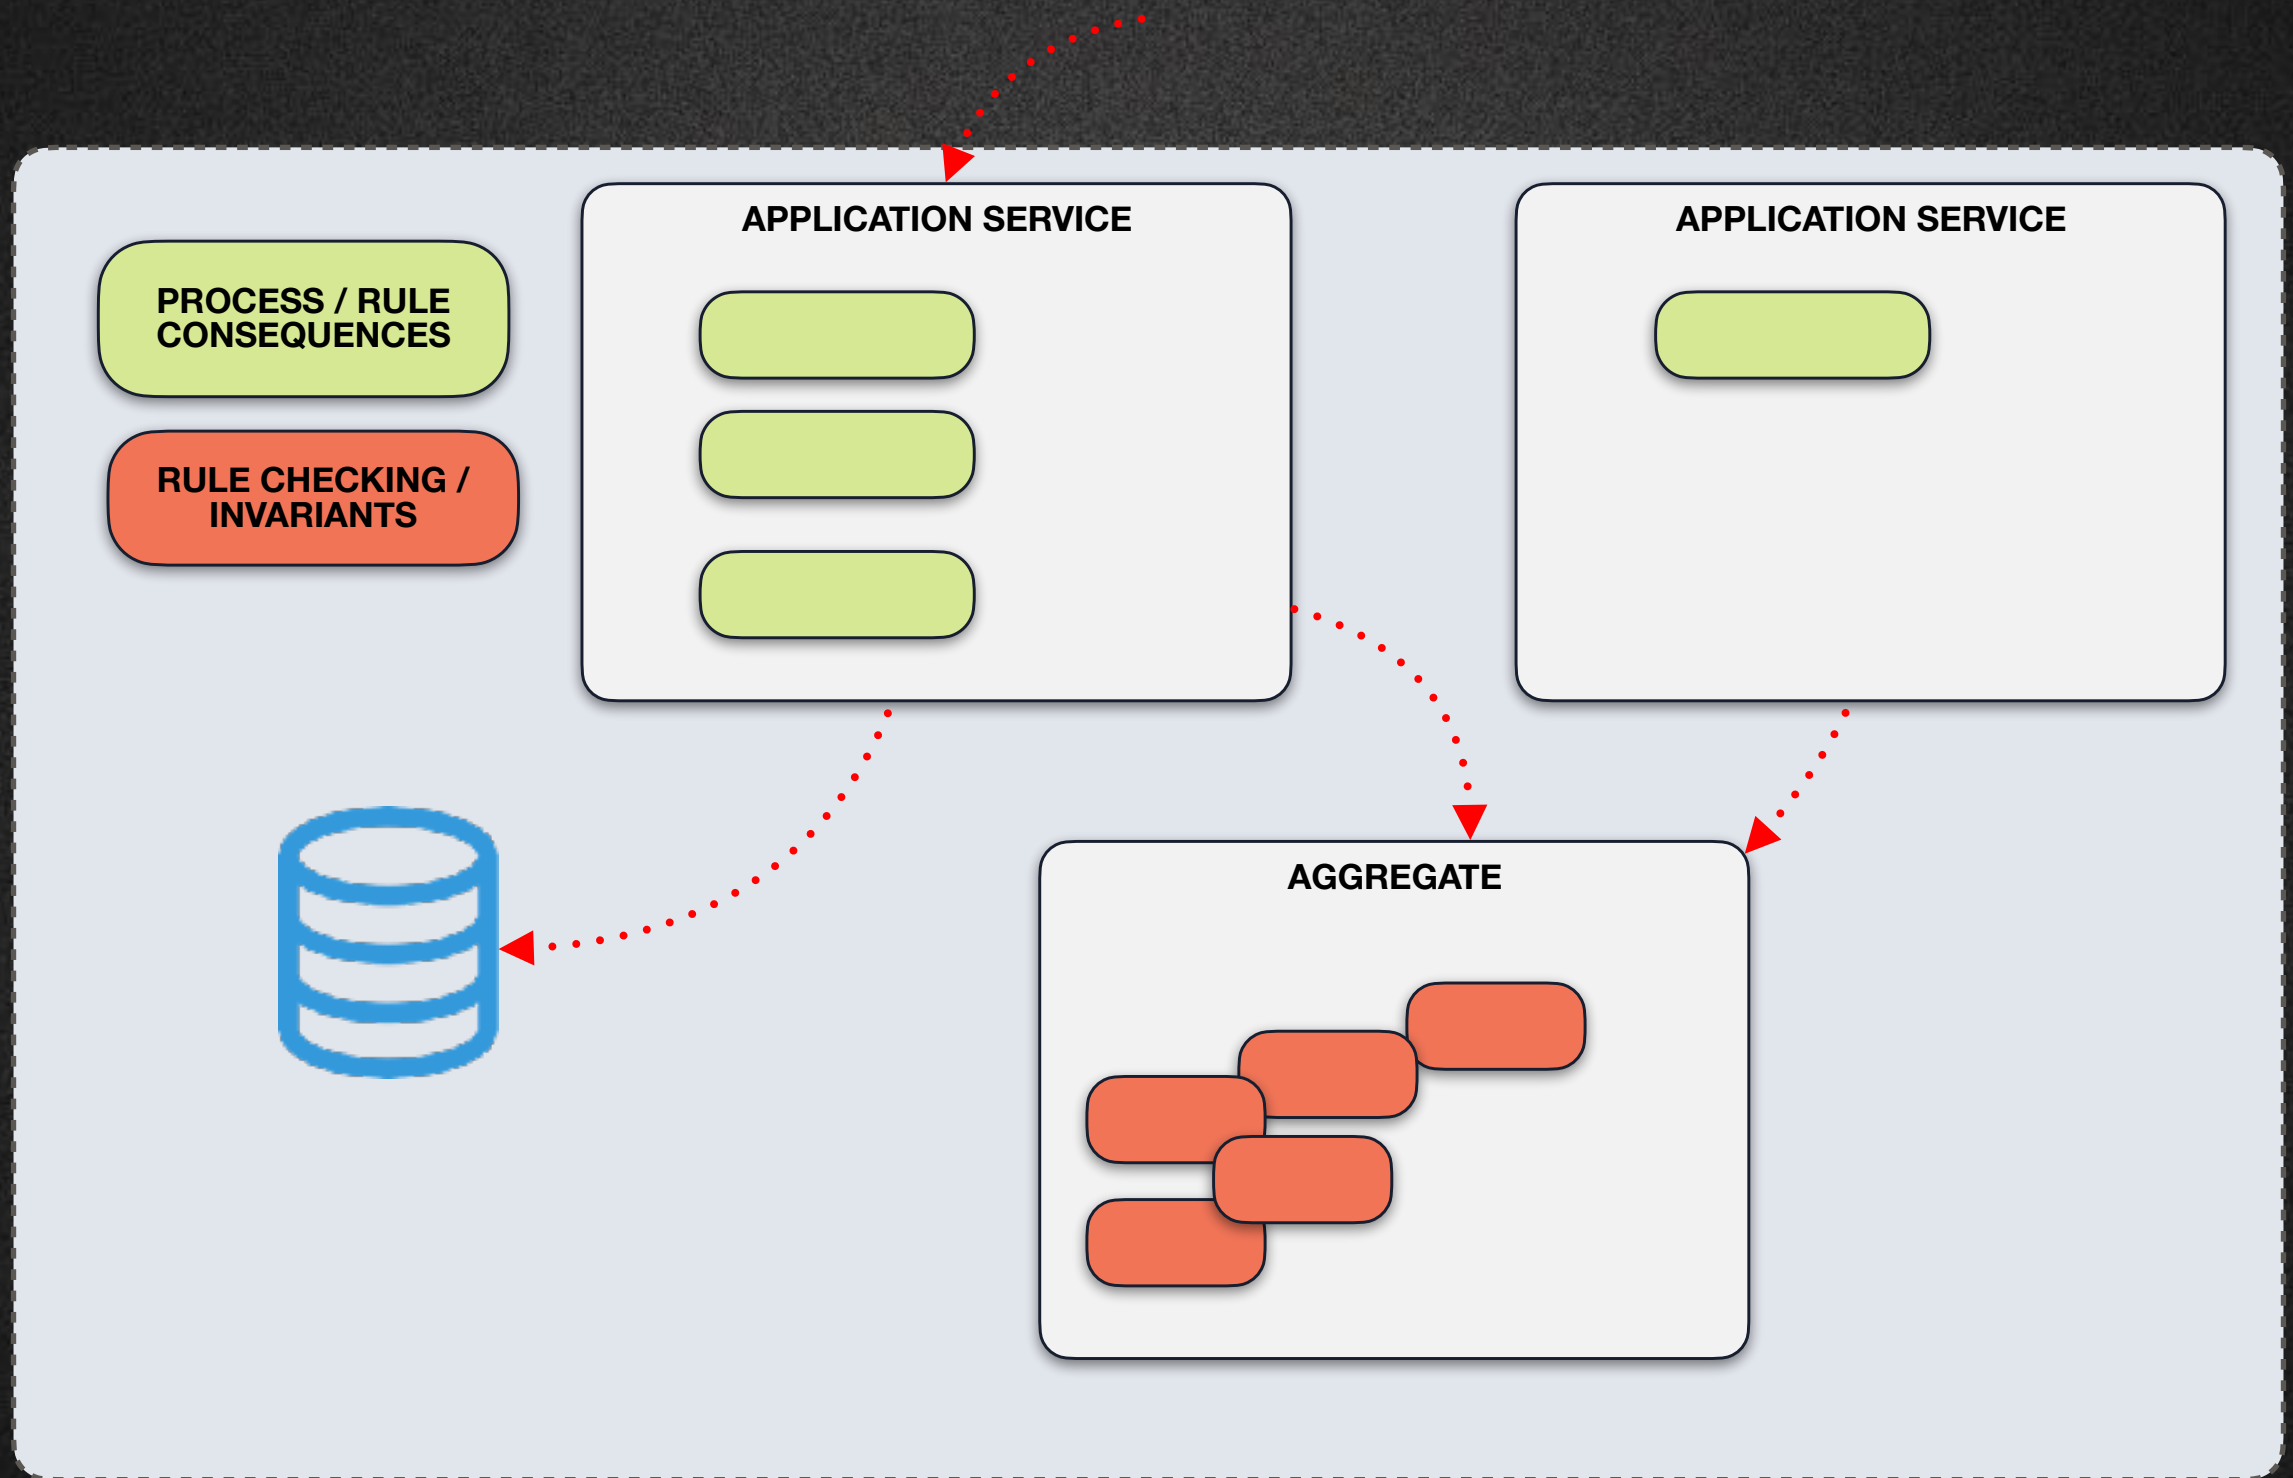 APPLICATION SERVICE
APPLICATION SERVICE
PROCESS / RULE
CONSEQUENCES
RULE CHECKING /
INVARIANTS
AGGREGATE